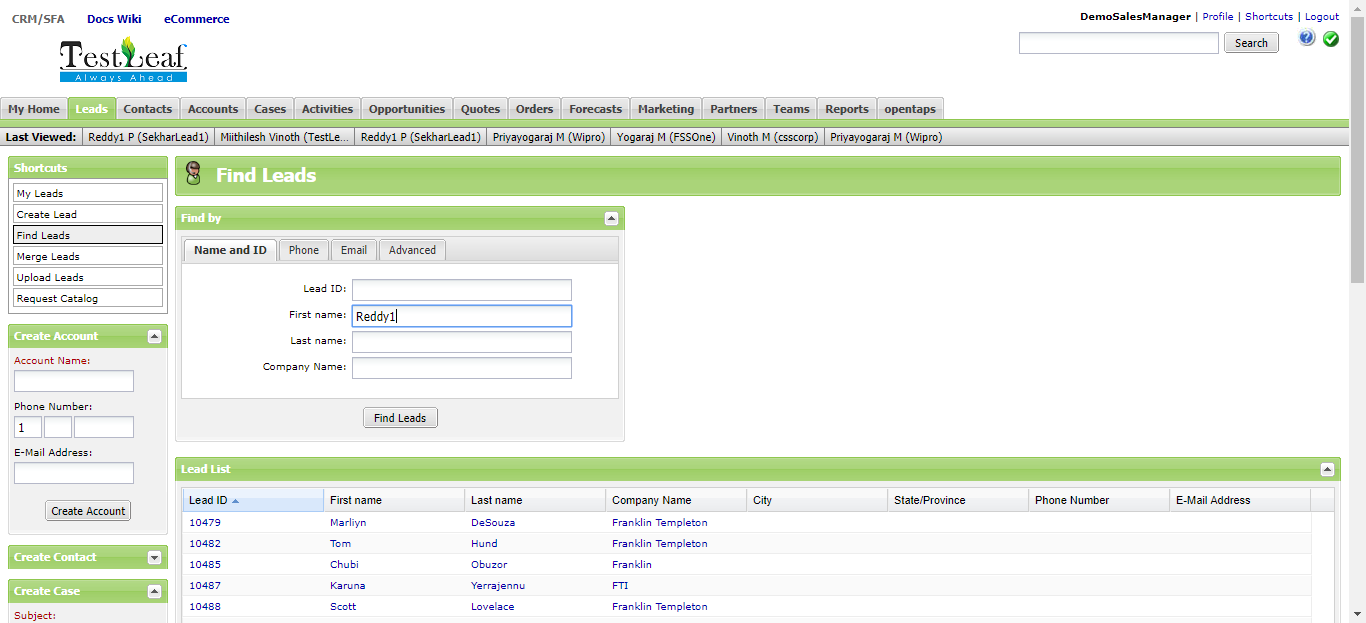 CRM/SFA Docs Wiki eCommerce
DemoSalesManager | Profile | Shortcuts | Logout
TestLeaf
Always Ahead
Search
My Home Leads Contacts Accounts Cases Activities Opportunities Quotes Orders Forecasts Marketing Partners Teams Reports opentaps
Last Viewed: Reddy1 P (SekharLead1) Miithilesh Vinoth (TestLe... Reddy1 P (SekharLead1) Priyayogaraj M (Wipro) Yogaraj M (FSSOne) Vinoth M (csscorp) Priyayogaraj M (Wipro)
Shortcuts
My Leads
Create Lead
Find Leads
Merge Leads
Upload Leads
Request Catalog
Create Account
Account Name:
Phone Number:
1
E-Mail Address:
Create Account
Create Contact
Create Case
Subject:
Find Leads
Find by
Name and ID Phone Email Advanced
Lead ID:
First name: Reddy1
Last name:
Company Name:
Find Leads
Lead List
Lead ID First name Last name Company Name City State/Province Phone Number E-Mail Address
10479 Marliyn DeSouza Franklin Templeton
10482 Tom Hund Franklin Templeton
10485 Chubi Obuzor Franklin
10487 Karuna Yerrajennu FTI
10488 Scott Lovelace Franklin Templeton